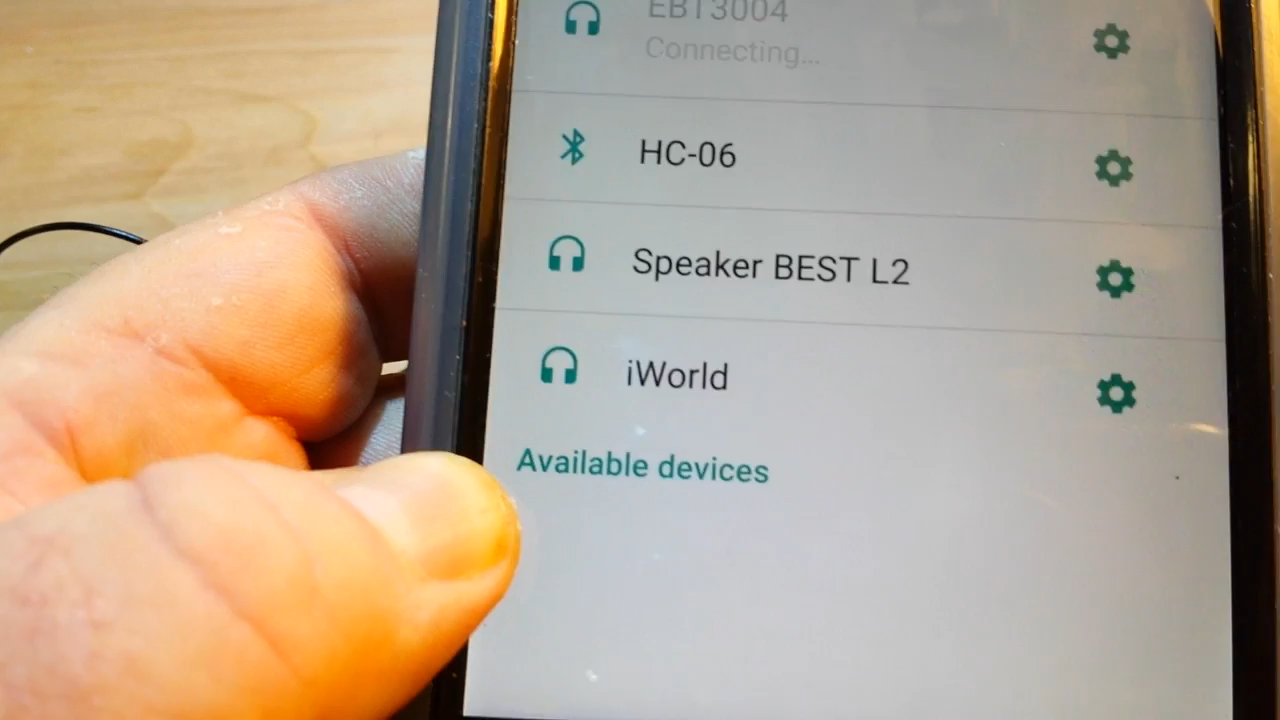 EBT3004
Connecting...
HC-06
Speaker BEST L2
iWorld
Available devices